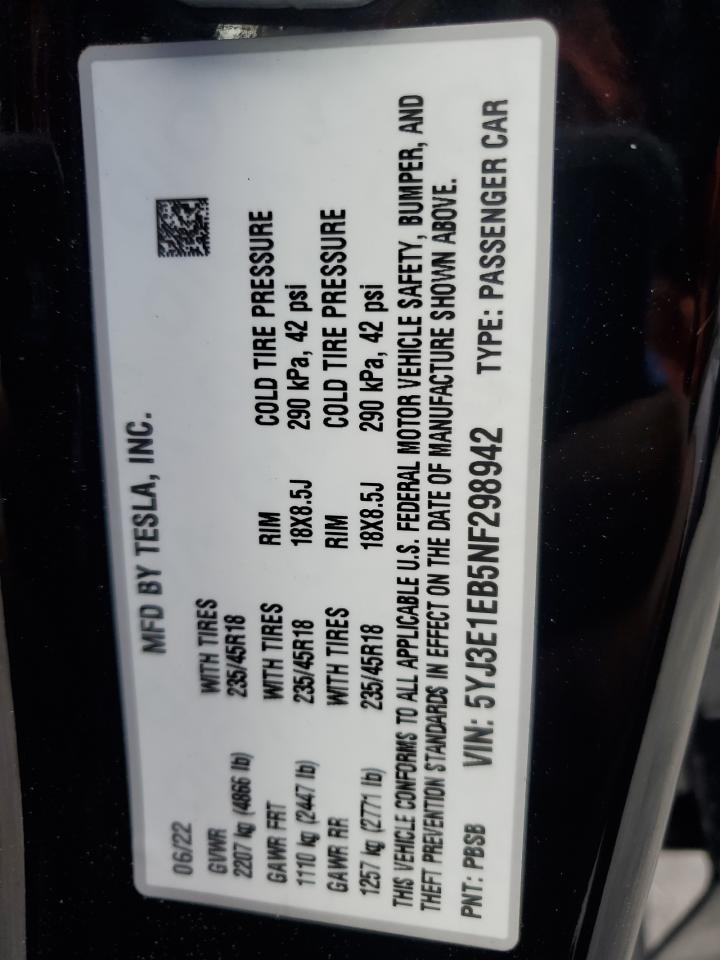 MFD BY TESLA, INC.
06/22
GVWR WITH TIRES
2207 kg (4866 lb) 235/45R18
GAWR FRT WITH TIRES RIM COLD TIRE PRESSURE
1110 kg (2447 lb) 235/45R18 18X8.5J 290 kPa, 42 psi
GAWR RR WITH TIRES RIM COLD TIRE PRESSURE
1257 kg (2771 lb) 235/45R18 18X8.5J 290 kPa, 42 psi
THIS VEHICLE CONFORMS TO ALL APPLICABLE U.S. FEDERAL MOTOR VEHICLE SAFETY, BUMPER, AND
THEFT PREVENTION STANDARDS IN EFFECT ON THE DATE OF MANUFACTURE SHOWN ABOVE.
PNT: PBSB VIN: 5YJ3E1EB5NF298942 TYPE: PASSENGER CAR